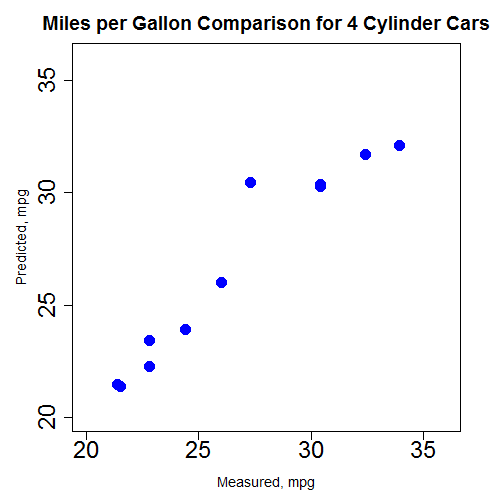 Miles per Gallon Comparison for 4 Cylinder Cars
35
30
25
20
Predicted, mpg
20 25 30 35
Measured, mpg